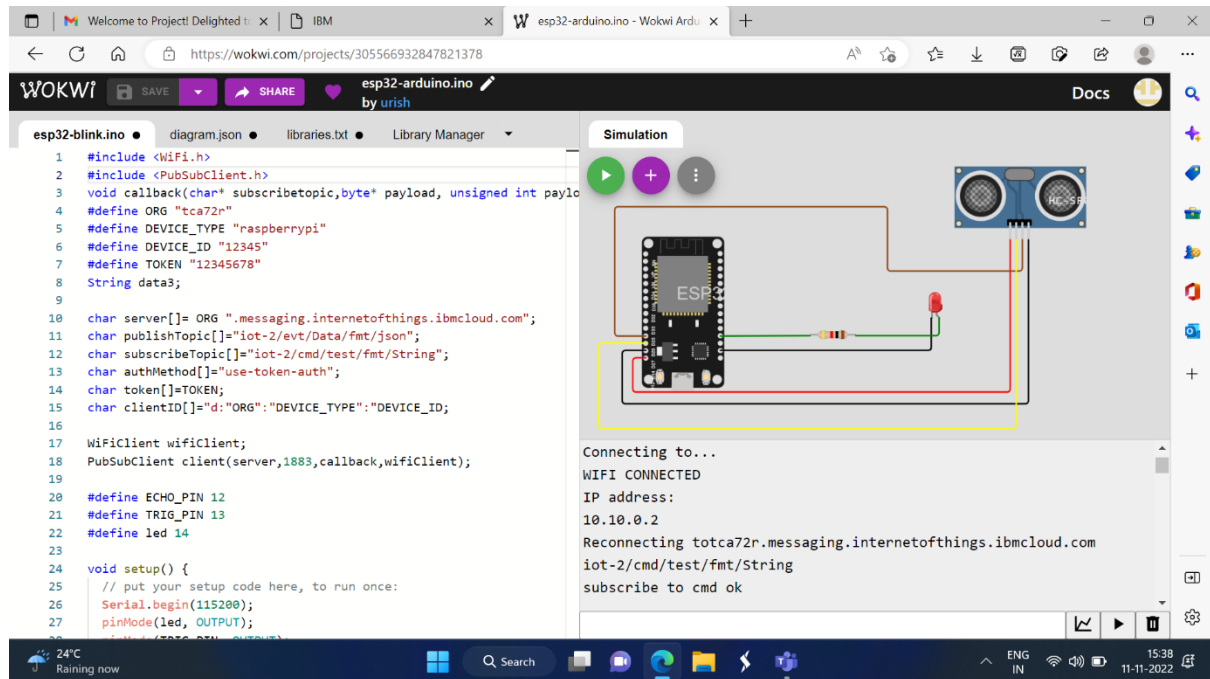 Welcome to Project! Delighted t
IBM
esp32-arduino.ino - Wokwi Ardu
https://wokwi.com/projects/305566932847821378
WOKWI
SAVE
SHARE
esp32-arduino.ino
by urish
Docs
esp32-blink.ino
diagram.json
libraries.txt
Library Manager
Simulation
1 #include <WiFi.h>
2 #include <PubSubClient.h>
3 void callback(char* subscribetopic,byte* payload, unsigned int paylo
4 #define ORG "tca72r"
5 #define DEVICE_TYPE "raspberrypi"
6 #define DEVICE_ID "12345"
7 #define TOKEN "12345678"
8 String data3;
9
10 char server[]= ORG ".messaging.internetofthings.ibmcloud.com";
11 char publishTopic[]="iot-2/evt/Data/fmt/json";
12 char subscribeTopic[]="iot-2/cmd/test/fmt/String";
13 char authMethod[]="use-token-auth";
14 char token[]=TOKEN;
15 char clientID[]="d:"ORG":"DEVICE_TYPE":"DEVICE_ID;
16
17 WiFiClient wifiClient;
18 PubSubClient client(server,1883,callback,wifiClient);
19
20 #define ECHO_PIN 12
21 #define TRIG_PIN 13
22 #define led 14
23
24 void setup() {
25 // put your setup code here, to run once:
26 Serial.begin(115200);
27 pinMode(led, OUTPUT);
HC-S
ESP3
Connecting to...
WIFI CONNECTED
IP address:
10.10.0.2
Reconnecting totca72r.messaging.internetofthings.ibmcloud.com
iot-2/cmd/test/fmt/String
subscribe to cmd ok
24°C
Raining now
Search
ENG
IN
15:38
11-11-2022